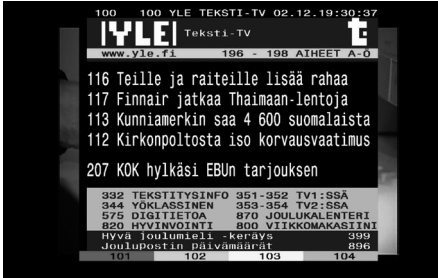 100 100 YLE TEKSTI-TV 02.12.19:30:37
YLE Teksti-TV t:
www.yle.fi 196 - 198 AIHEET A-Ö
116 Teille ja raiteille lisää rahaa
117 Finnair jatkaa Thaimaan-lentoja
113 Kunniamerkin saa 4 600 suomalaista
112 Kirkonpoltosta iso korvausvaatimus
207 KOK hylkäsi EBUn tarjouksen
332 TEKSTITYSINFO 351-352 TV1:SSÄ
344 YÖKLASSINEN 353-354 TV2:SSA
575 DIGITIETOA 870 JOULUKALENTERI
820 HYVINVOINTI 800 VIIKKOMAKASIINI
Hyvä joulumieli -keräys 399
Joulupostin päivämäärät 896
101 102 103 104